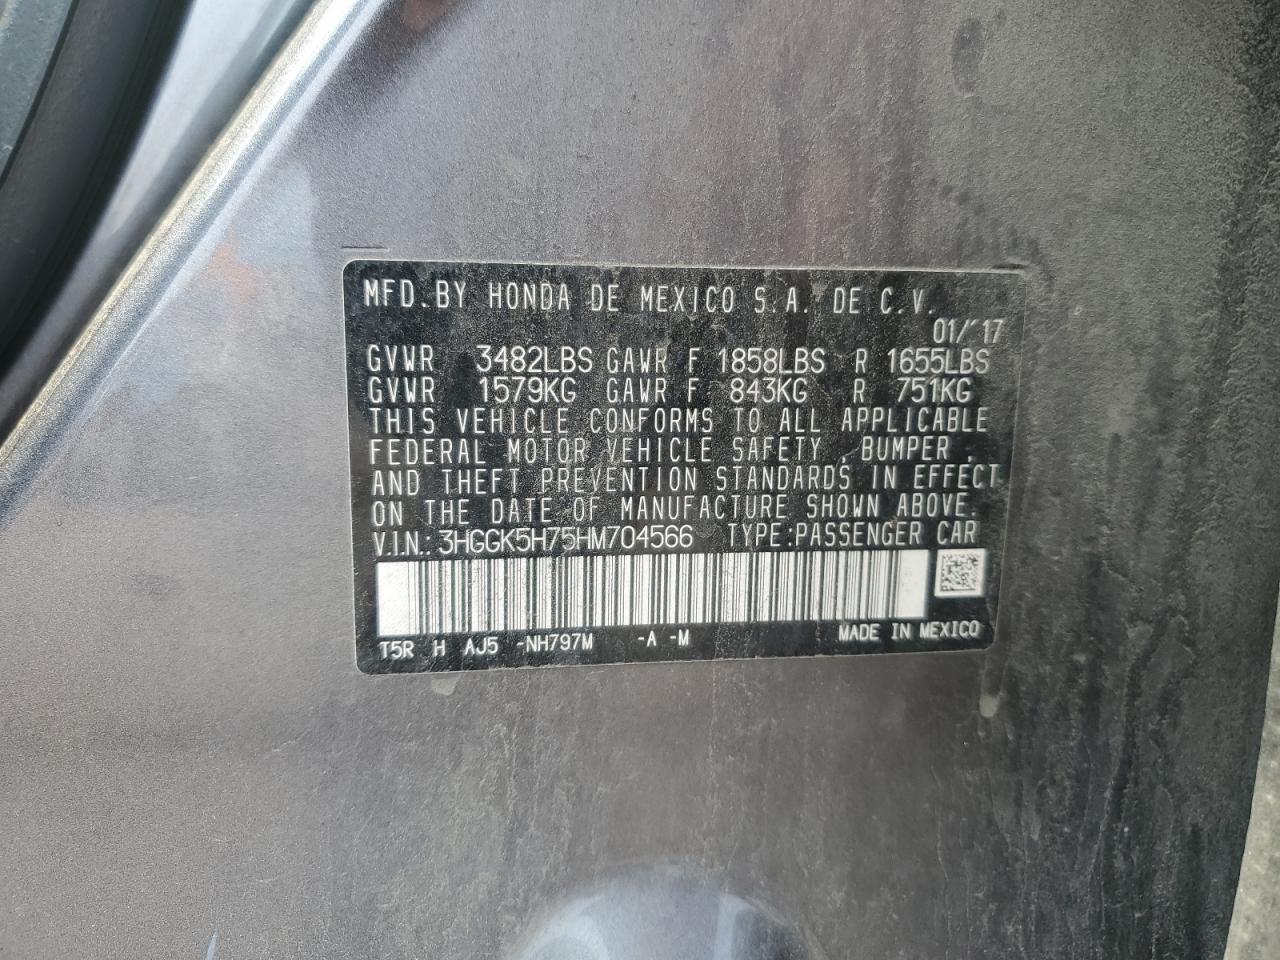 MFD. BY HONDA DE MEXICO S.A. DE C.V.
01/'17
GVWR 3482LBS GAWR F 1858LBS R 1655LBS
GVWR 1579KG GAWR F 843KG R 751KG
THIS VEHICLE CONFORMS TO ALL APPLICABLE
FEDERAL MOTOR VEHICLE SAFETY , BUMPER ,
AND THEFT PREVENTION STANDARDS IN EFFECT
ON THE DATE OF MANUFACTURE SHOWN ABOVE.
V.I.N.: 3HGGK5H75HM704566 TYPE:PASSENGER CAR
T5R H AJ5 -NH797M -A -M MADE IN MEXICO